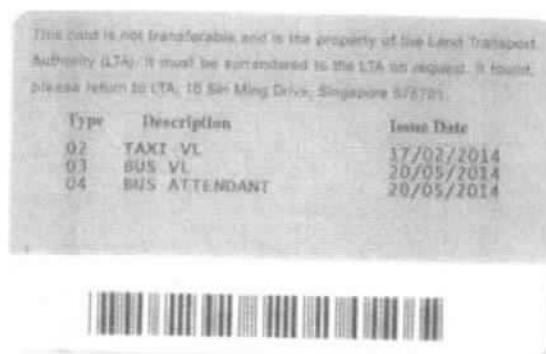 This card is not transferable and is the property of the Land Transport
Authority (LTA). It must be surrendered to the LTA on request. If found,
please return to LTA, 10 Sin Ming Drive, Singapore 575701.
Type Description Issue Date
02 TAXI VL 17/02/2014
03 BUS VL 20/05/2014
04 BUS ATTENDANT 20/05/2014